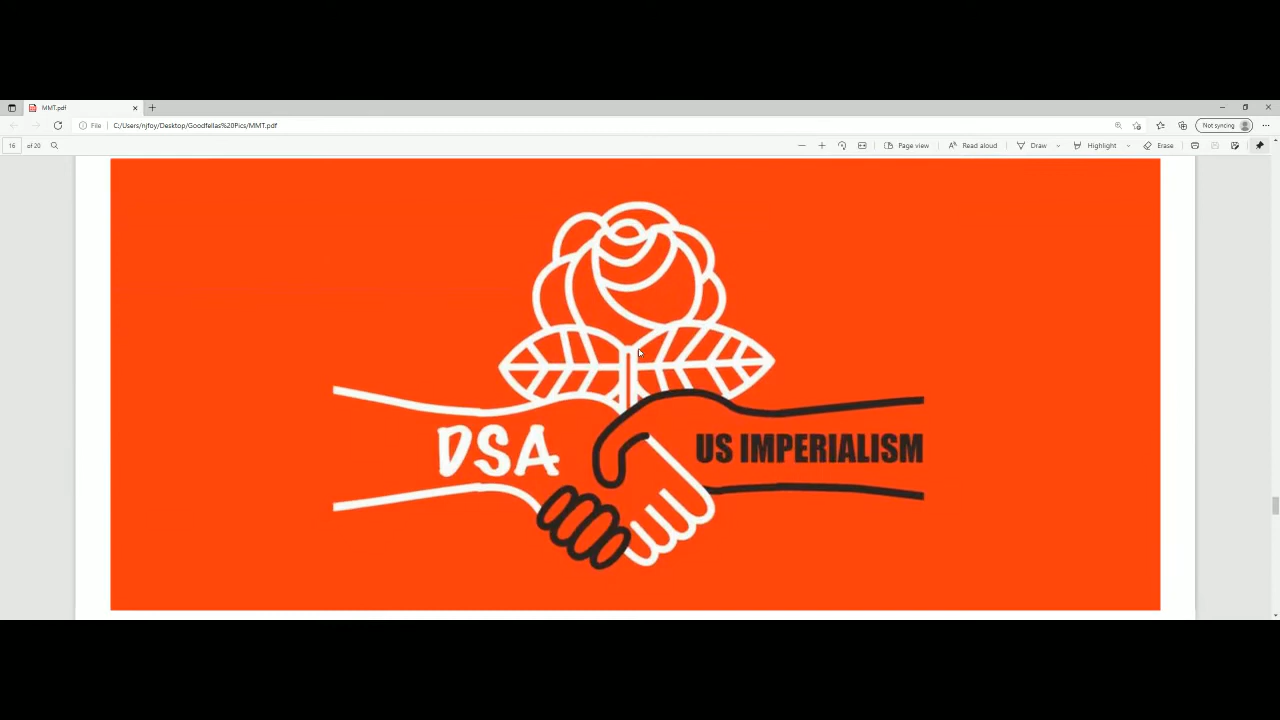 MMT.pdf
File C:/Users/njfoy/Desktop/Goodfellas%20Pics/MMT.pdf Not syncing
16 of 20 Page view Read aloud Draw Highlight Erase
DSA US IMPERIALISM